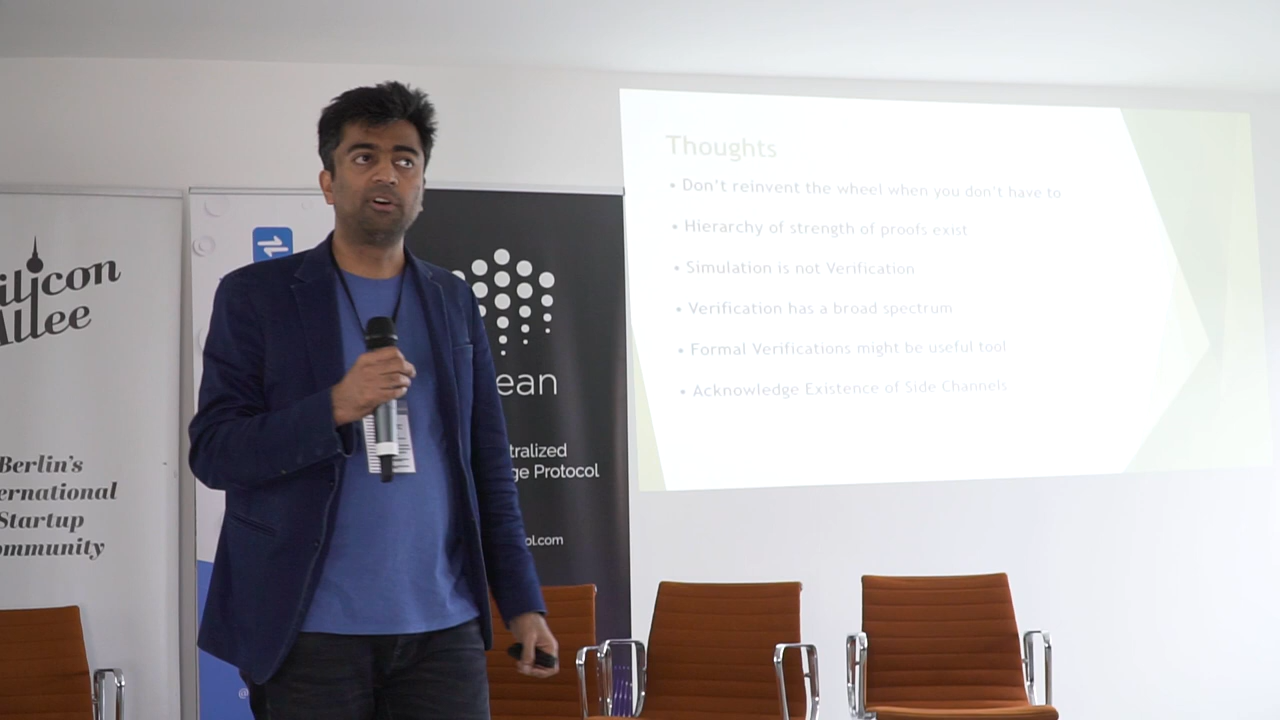 Thoughts
• Don't reinvent the wheel when you don't have to
• Hierarchy of strength of proofs exist
• Simulation is not Verification
• Verification has a broad spectrum
• Formal Verifications might be useful tool
• Acknowledge Existence of Side Channels
ilicon
Allee
Berlin's
ernational
Startup
ommunity
ean
tralized
ge Protocol
ol.com
@